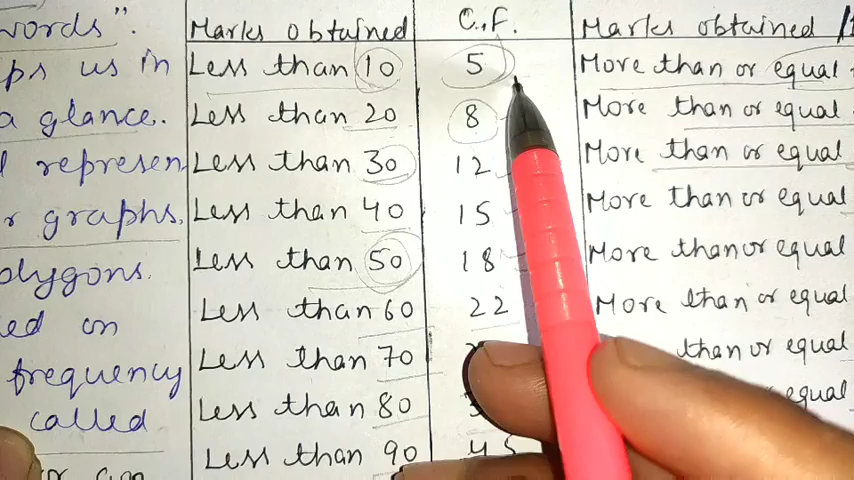 words".
ps us in
a glance.
represen
graphs.
olygons.
ed on
frequency
called
Marks obtained C.f. Marks obtained
Less than 10 5 More than or equal
Less than 20 8 More than or equal
Less than 30 12 More than or equal
Less than 40 15 More than or equal
Less than 50 18 More than or equal
Less than 60 22 More than or equal
Less than 70 than or equal
Less than 80 equal
Less than 90 45